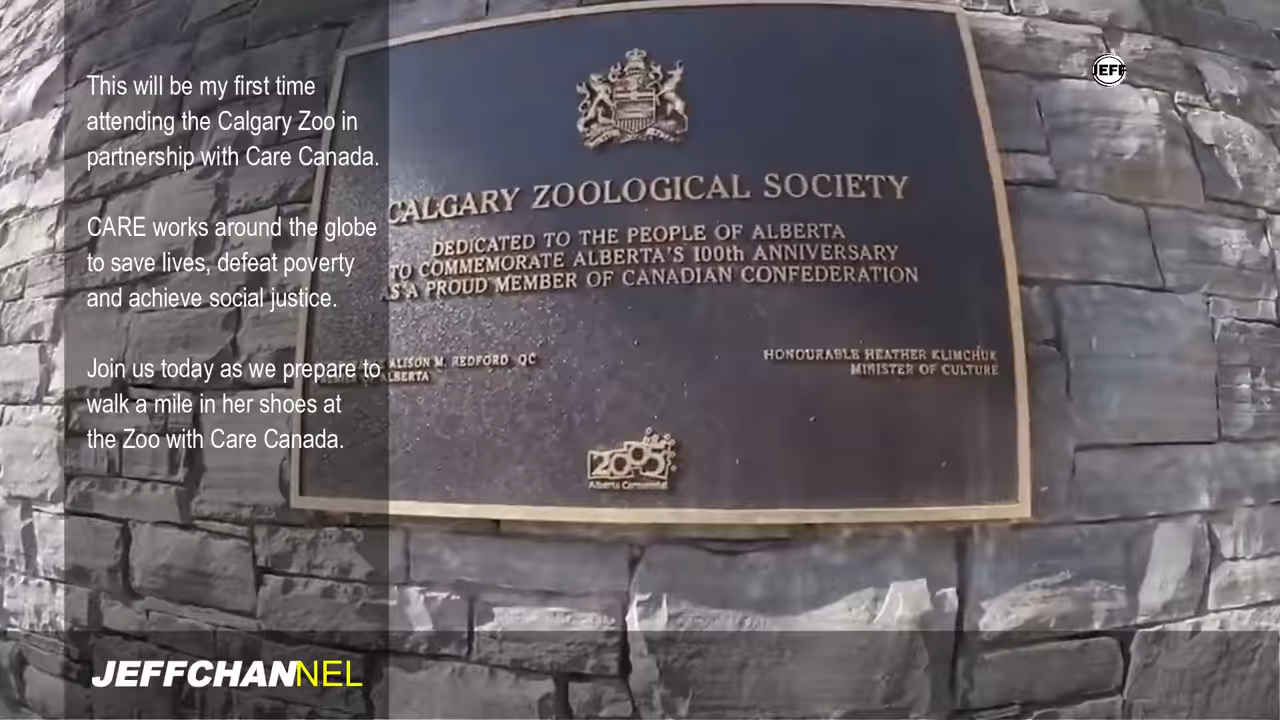 This will be my first time
attending the Calgary Zoo in
partnership with Care Canada.
CARE works around the globe
to save lives, defeat poverty
and achieve social justice.
Join us today as we prepare to
walk a mile in her shoes at
the Zoo with Care Canada.
JEFF
CALGARY ZOOLOGICAL SOCIETY
DEDICATED TO THE PEOPLE OF ALBERTA
TO COMMEMORATE ALBERTA'S 100th ANNIVERSARY
AS A PROUD MEMBER OF CANADIAN CONFEDERATION
ALISON M. REDFORD QC
ALBERTA
HONOURABLE HEATHER KLIMCHUK
MINISTER OF CULTURE
2005
Alberta Centennial
JEFFCHANNEL